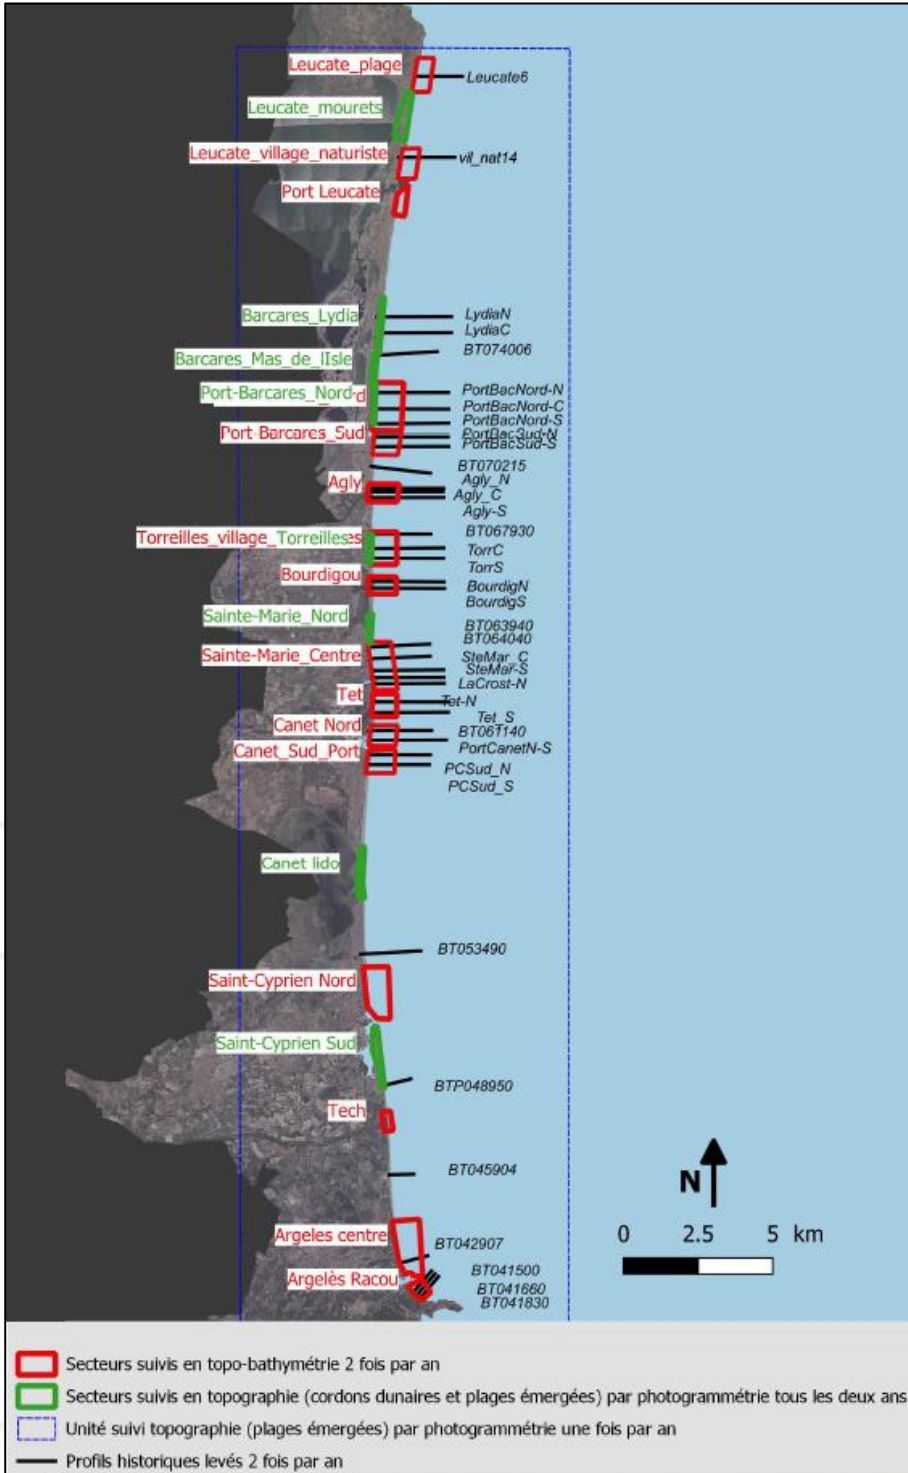 Leucate_plage
Leucate6
Leucate_mourets
Leucate_village_naturiste
vil_nat14
Port Leucate
Barcares_Lydia
LydiaN
LydiaC
BT074006
Barcares_Mas_de_lIsle
Port-Barcares_Nord
PortBacNord-N
PortBacNord-C
PortBacNord-S
Port-Barcares_Sud
PortBacSud-N
PortBacSud-S
BT070215
Agly
Agly_N
Agly_C
Agly-S
Torreilles_village_Torreilles
BT067930
TorrC
TorrS
Bourdigou
BourdigN
BourdigS
Sainte-Marie_Nord
BT063940
BT064040
Sainte-Marie_Centre
SteMar_C
SteMar-S
LaCrost-N
Tet
Tet-N
Tet_S
Canet Nord
BT061140
PortCanetN-S
Canet_Sud_Port
PCSud_N
PCSud_S
Canet lido
BT053490
Saint-Cyprien Nord
Saint-Cyprien Sud
BTP048950
Tech
BT045904
N
0 2.5 5 km
Argeles centre
BT042907
Argelès Racou
BT041500
BT041660
BT041830
Secteurs suivis en topo-bathymétrie 2 fois par an
Secteurs suivis en topographie (cordons dunaires et plages émergées) par photogrammétrie tous les deux ans
Unité suivi topographie (plages émergées) par photogrammétrie une fois par an
Profils historiques levés 2 fois par an